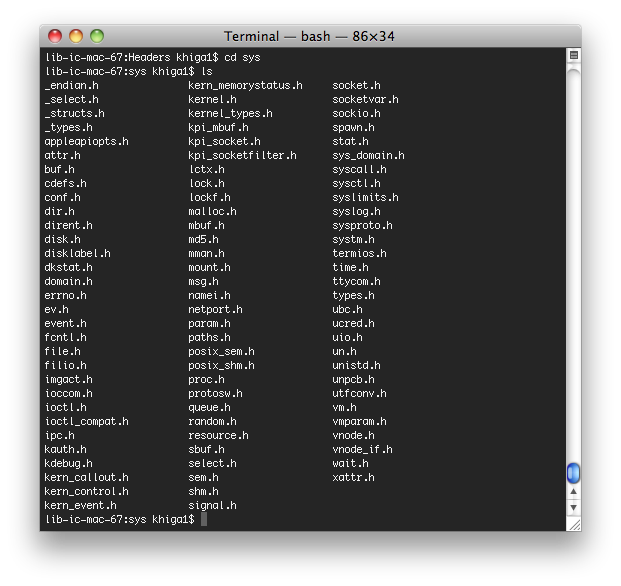 Terminal — bash — 86×34
lib-ic-mac-67:Headers khiga1$ cd sys
lib-ic-mac-67:sys khiga1$ ls
_endian.h kern_memorystatus.h socket.h
_select.h kernel.h socketvar.h
_structs.h kernel_types.h sockio.h
_types.h kpi_mbuf.h spawn.h
appleapiopts.h kpi_socket.h stat.h
attr.h kpi_socketfilter.h sys_domain.h
buf.h lctx.h syscall.h
cdefs.h lock.h sysctl.h
conf.h lockf.h syslimits.h
dir.h malloc.h syslog.h
dirent.h mbuf.h sysproto.h
disk.h md5.h systm.h
disklabel.h mman.h termios.h
dkstat.h mount.h time.h
domain.h msg.h ttycom.h
errno.h namei.h types.h
ev.h netport.h ubc.h
event.h param.h ucred.h
fcntl.h paths.h uio.h
file.h posix_sem.h un.h
filio.h posix_shm.h unistd.h
imgact.h proc.h unpcb.h
ioccom.h protosw.h utfconv.h
ioctl.h queue.h vm.h
ioctl_compat.h random.h vmparam.h
ipc.h resource.h vnode.h
kauth.h sbuf.h vnode_if.h
kdebug.h select.h wait.h
kern_callout.h sem.h xattr.h
kern_control.h shm.h
kern_event.h signal.h
lib-ic-mac-67:sys khiga1$